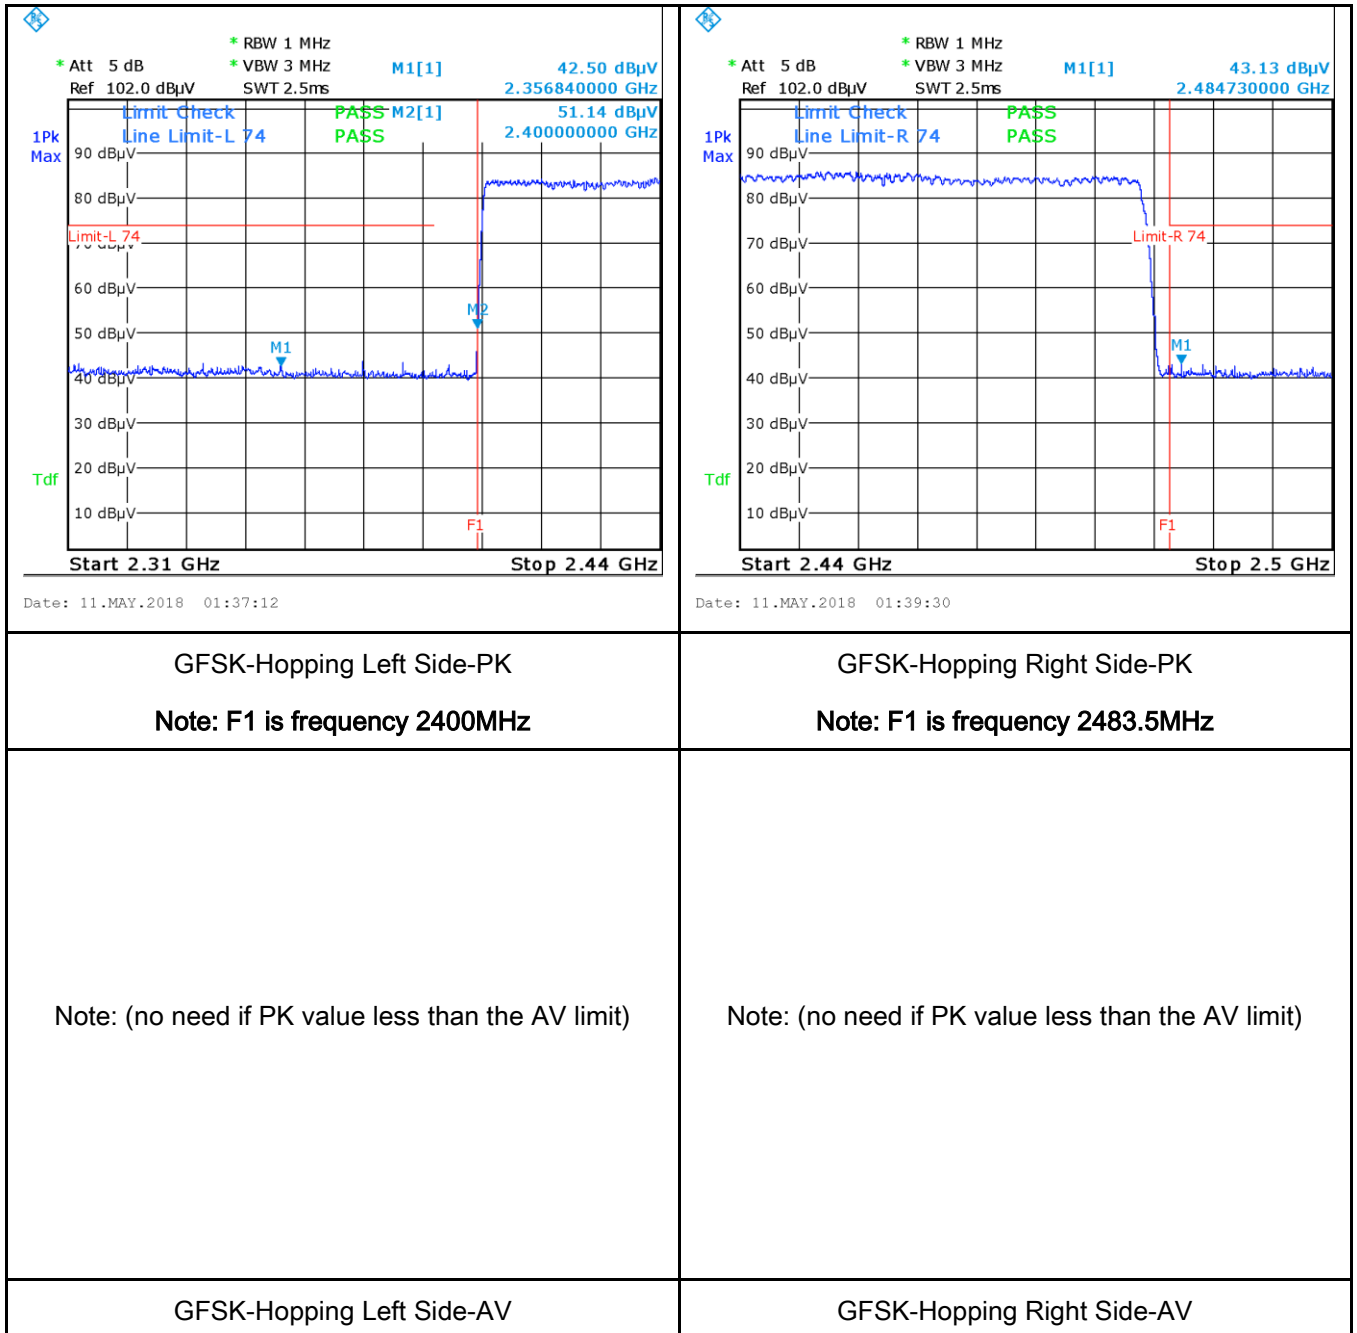 * RBW 1 MHz
* Att 5 dB * VBW 3 MHz M1[1] 42.50 dBµV
Ref 102.0 dBµV SWT 2.5ms 2.356840000 GHz
Limit Check PASS M2[1] 51.14 dBµV
1Pk Line Limit-L 74 PASS 2.400000000 GHz
Max
90 dBµV
80 dBµV
Limit-L 74
70 dBµV
60 dBµV
M2
50 dBµV
M1
40 dBµV
30 dBµV
20 dBµV
Tdf
10 dBµV
F1
Start 2.31 GHz Stop 2.44 GHz
Date: 11.MAY.2018 01:37:12
* RBW 1 MHz
* Att 5 dB * VBW 3 MHz M1[1] 43.13 dBµV
Ref 102.0 dBµV SWT 2.5ms 2.484730000 GHz
Limit Check PASS
1Pk Line Limit-R 74 PASS
Max
90 dBµV
80 dBµV
Limit-R 74
70 dBµV
60 dBµV
50 dBµV
M1
40 dBµV
30 dBµV
20 dBµV
Tdf
10 dBµV
F1
Start 2.44 GHz Stop 2.5 GHz
Date: 11.MAY.2018 01:39:30
GFSK-Hopping Left Side-PK
Note: F1 is frequency 2400MHz
GFSK-Hopping Right Side-PK
Note: F1 is frequency 2483.5MHz
Note: (no need if PK value less than the AV limit)
Note: (no need if PK value less than the AV limit)
GFSK-Hopping Left Side-AV
GFSK-Hopping Right Side-AV